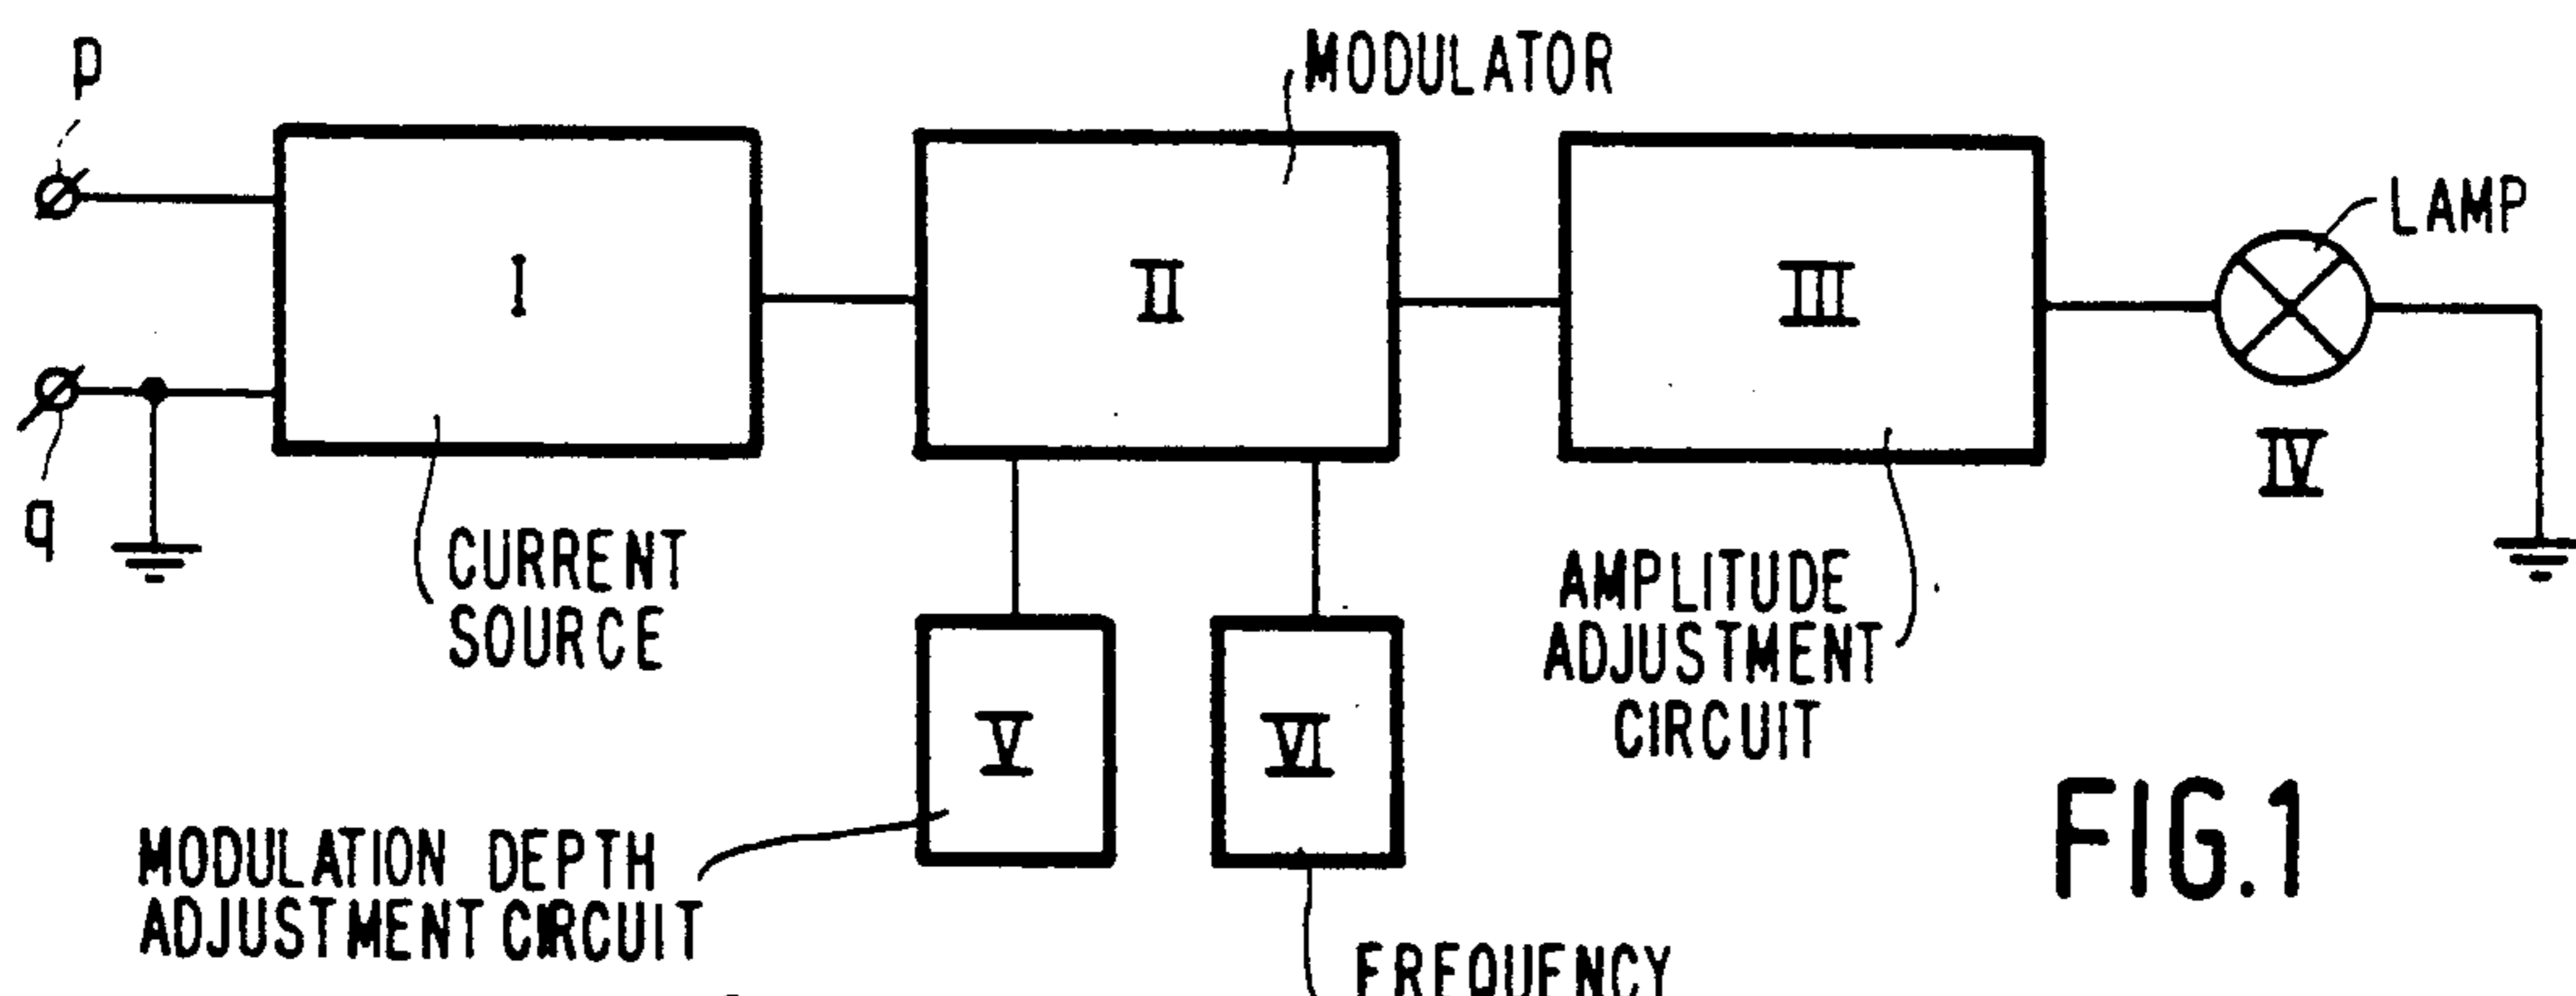 p
MODULATOR
LAMP
I
II
III
IV
q
CURRENT
SOURCE
AMPLITUDE
ADJUSTMENT
CIRCUIT
V
VI
FIG.1
MODULATION DEPTH
ADJUSTMENT CIRCUIT
FREQUENCY